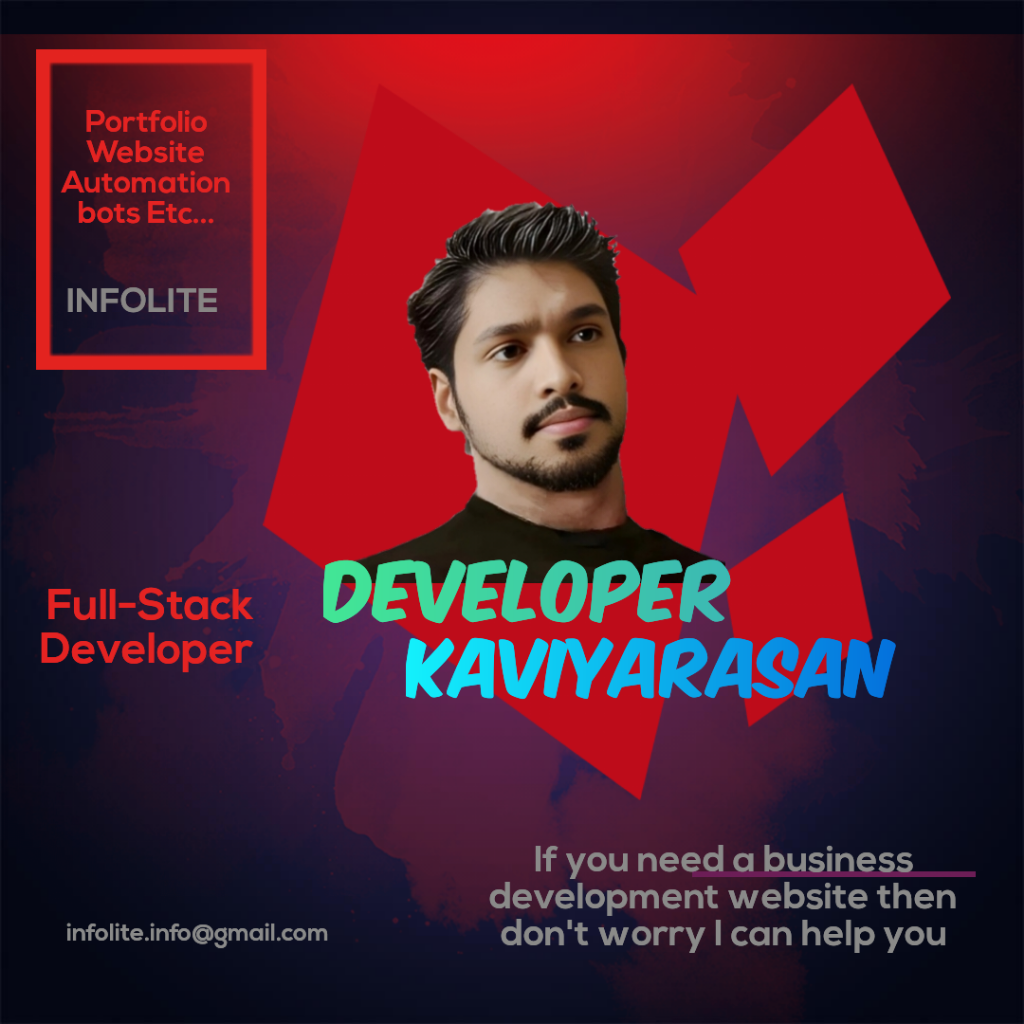 Portfolio
Website
Automation
bots Etc...
INFOLITE
Full-Stack
Developer
DEVELOPER
KAVIYARASAN
If you need a business
development website then
don't worry I can help you
infolite.info@gmail.com